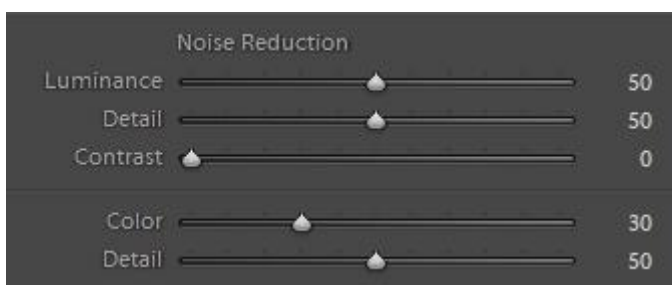 Noise Reduction
Luminance 50
Detail 50
Contrast 0
Color 30
Detail 50